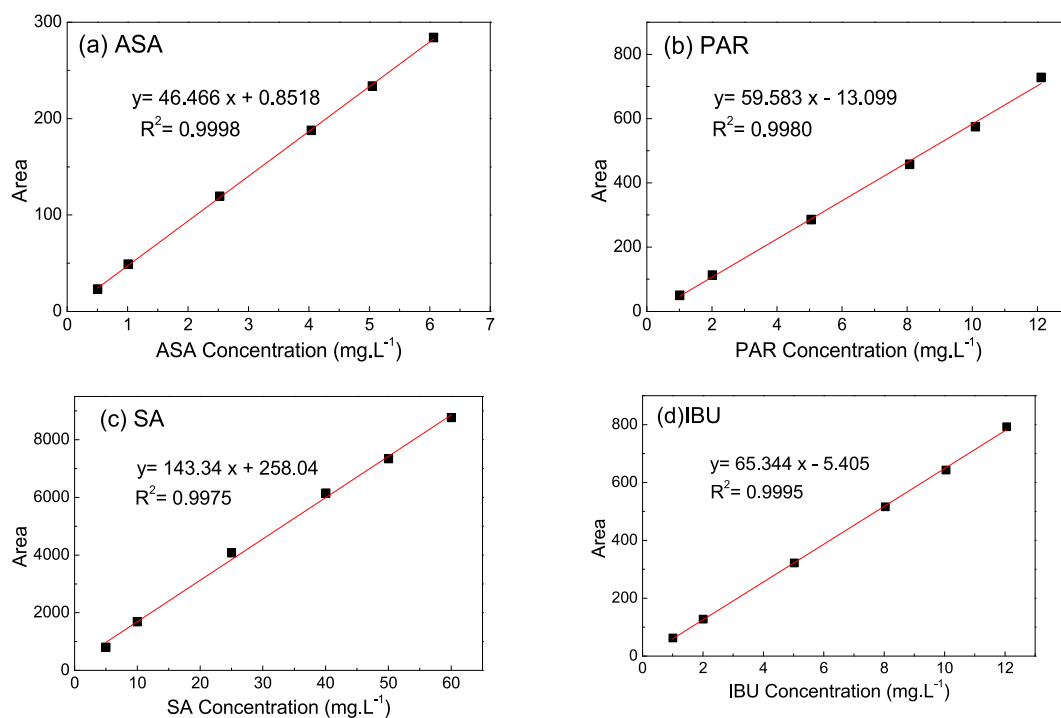 (a) ASA
y= 46.466 x + 0.8518
R²= 0.9998
Area
300
200
100
0
0 1 2 3 4 5 6 7
ASA Concentration (mg.L⁻¹)
(b) PAR
y= 59.583 x - 13.099
R²= 0.9980
Area
800
600
400
200
0
0 2 4 6 8 10 12
PAR Concentration (mg.L⁻¹)
(c) SA
y= 143.34 x + 258.04
R²= 0.9975
Area
8000
6000
4000
2000
0
0 10 20 30 40 50 60
SA Concentration (mg.L⁻¹)
(d)IBU
y= 65.344 x - 5.405
R²= 0.9995
Area
800
600
400
200
0
0 2 4 6 8 10 12
IBU Concentration (mg.L⁻¹)